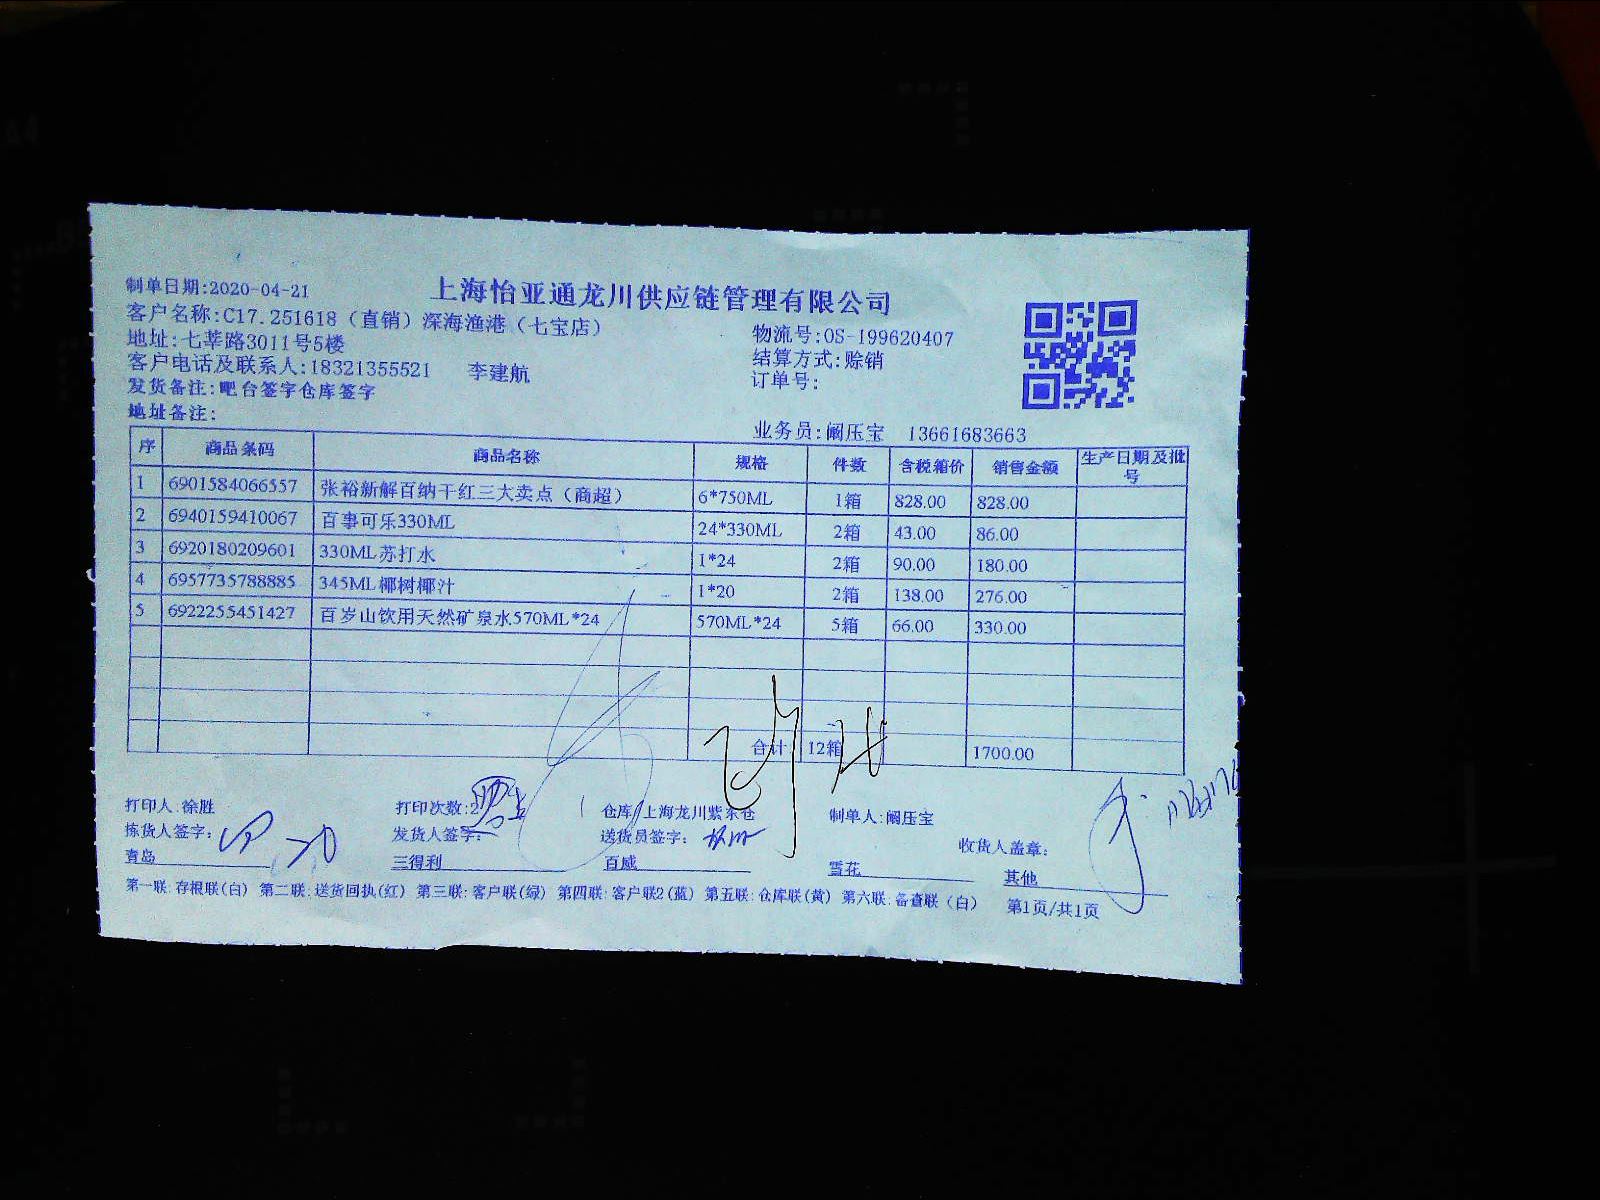 制单日期:2020-04-21
上海怡亚通龙川供应链管理有限公司
客户名称:C17.251618（直销）深海渔港（七宝店）
物流号:OS-199620407
地址:七莘路3011号5楼
结算方式:赊销
客户电话及联系人:18321355521 李建航
订单号:
发货备注:吧台签字仓库签字
地址备注:
业务员:阚压宝 13661683663
序 商品条码 商品名称 规格 件数 含税箱价 销售金额 生产日期及批号
1 6901584066557 张裕新解百纳干红三大卖点（商超） 6*750ML 1箱 828.00 828.00
2 6940159410067 百事可乐330ML 24*330ML 2箱 43.00 86.00
3 6920180209601 330ML苏打水 1*24 2箱 90.00 180.00
4 6957735788885 345ML椰树椰汁 1*20 2箱 138.00 276.00
5 6922255451427 百岁山饮用天然矿泉水570ML*24 570ML*24 5箱 66.00 330.00
合计 12箱 1700.00
打印人:徐胜 打印次数:2 仓库:上海龙川紫东仓 制单人:阚压宝
拣货人签字: 发货人签字: 送货员签字: 收货人盖章:
青岛 三得利 百威 雪花 其他
第一联:存根联(白) 第二联:送货回执(红) 第三联:客户联(绿) 第四联:客户联2(蓝) 第五联:仓库联(黄) 第六联:备查联（白） 第1页/共1页